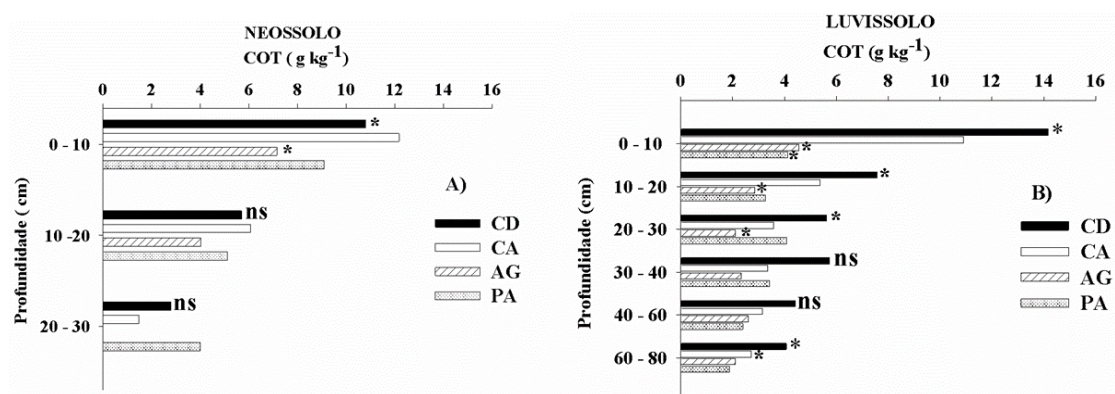 NEOSSOLO
COT ( g kg-1)
0 2 4 6 8 10 12 14 16
Profundidade ( cm)
0 - 10
10 -20
20 - 30
*
*
ns
ns
A)
CD
CA
AG
PA
LUVISSOLO
COT (g kg-1)
0 2 4 6 8 10 12 14 16
Profundidade (cm)
0 - 10
10 - 20
20 - 30
30 - 40
40 - 60
60 - 80
*
*
*
*
*
*
*
ns
ns
*
*
B)
CD
CA
AG
PA